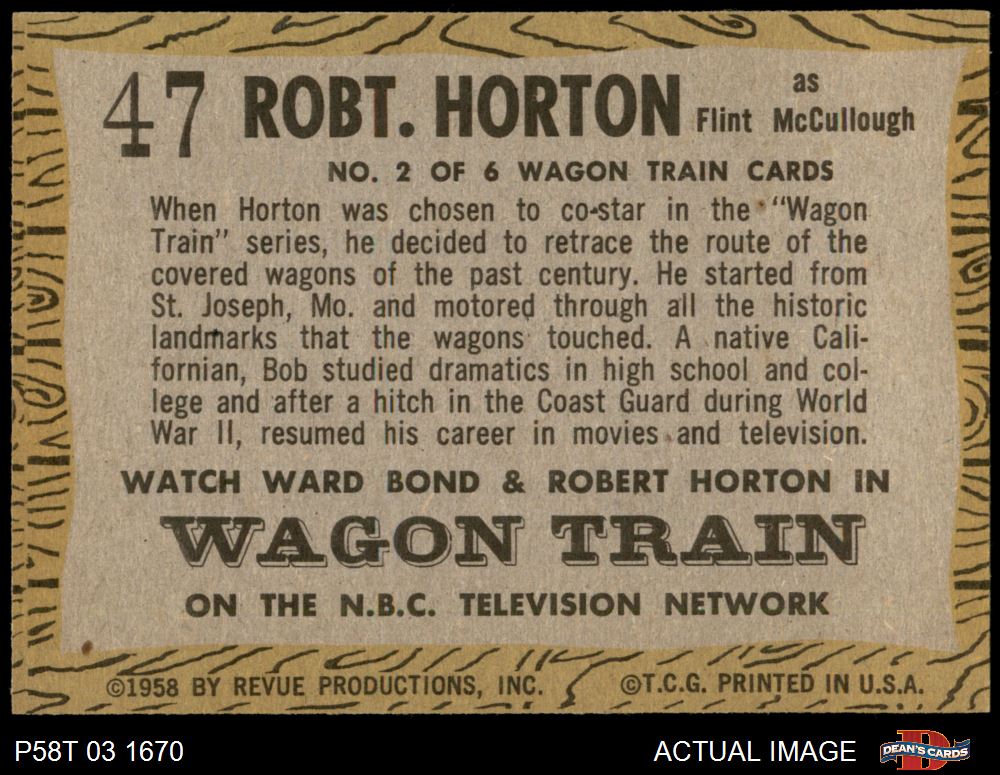 47 ROBT. HORTON as
Flint McCullough
NO. 2 OF 6 WAGON TRAIN CARDS
When Horton was chosen to co-star in the "Wagon
Train" series, he decided to retrace the route of the
covered wagons of the past century. He started from
St. Joseph, Mo. and motored through all the historic
landmarks that the wagons touched. A native Cali-
fornian, Bob studied dramatics in high school and col-
lege and after a hitch in the Coast Guard during World
War II, resumed his career in movies and television.
WATCH WARD BOND & ROBERT HORTON IN
WAGON TRAIN
ON THE N.B.C. TELEVISION NETWORK
©1958 BY REVUE PRODUCTIONS, INC. ©T.C.G. PRINTED IN U.S.A.
P58T 03 1670 ACTUAL IMAGE DEAN'S CARDS